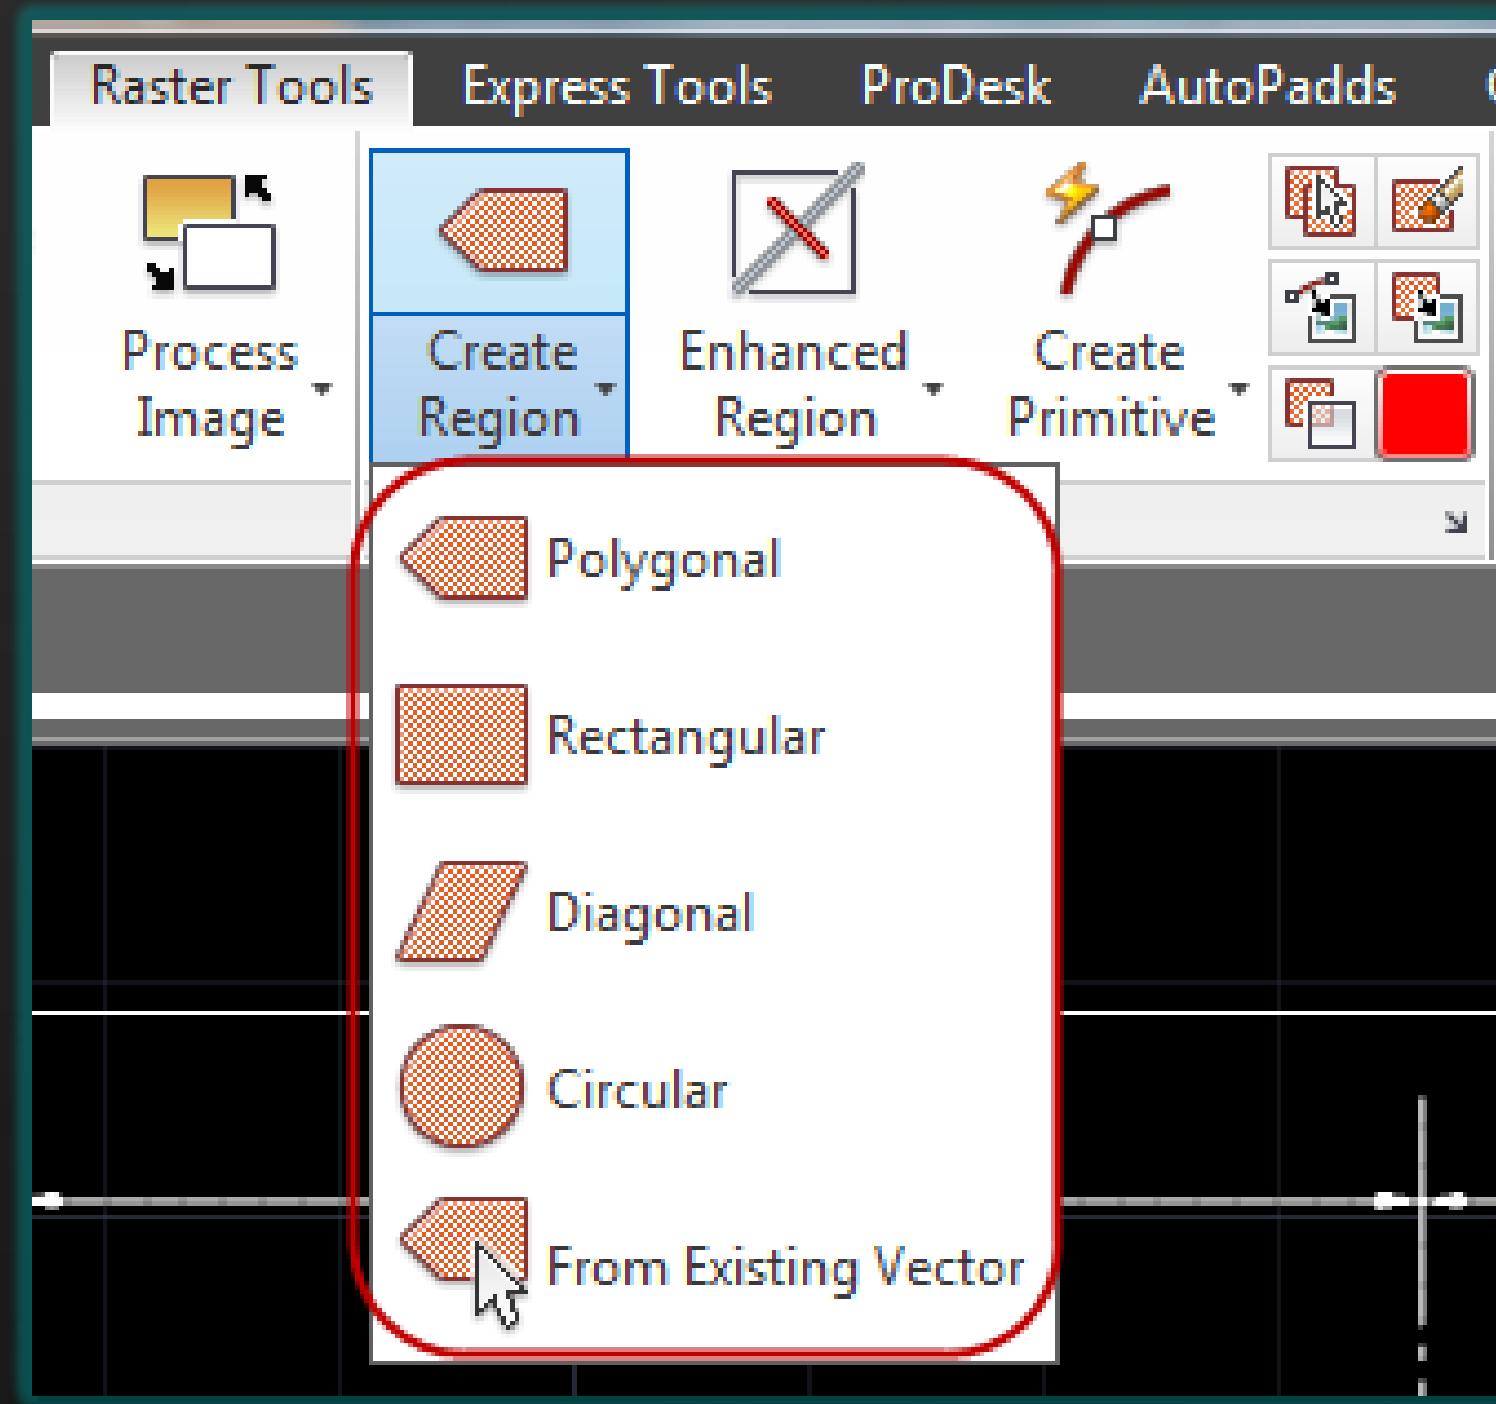 Raster Tools Express Tools ProDesk AutoPadds
Process Image
Create Region
Enhanced Region
Create Primitive
Polygonal
Rectangular
Diagonal
Circular
From Existing Vector